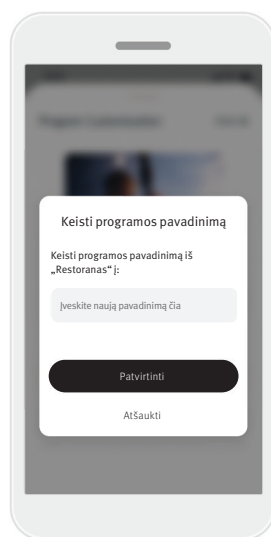 Keisti programos pavadinimą
Keisti programos pavadinimą iš
„Restoranas“ į:
Įveskite naują pavadinimą čia
Patvirtinti
Atšaukti